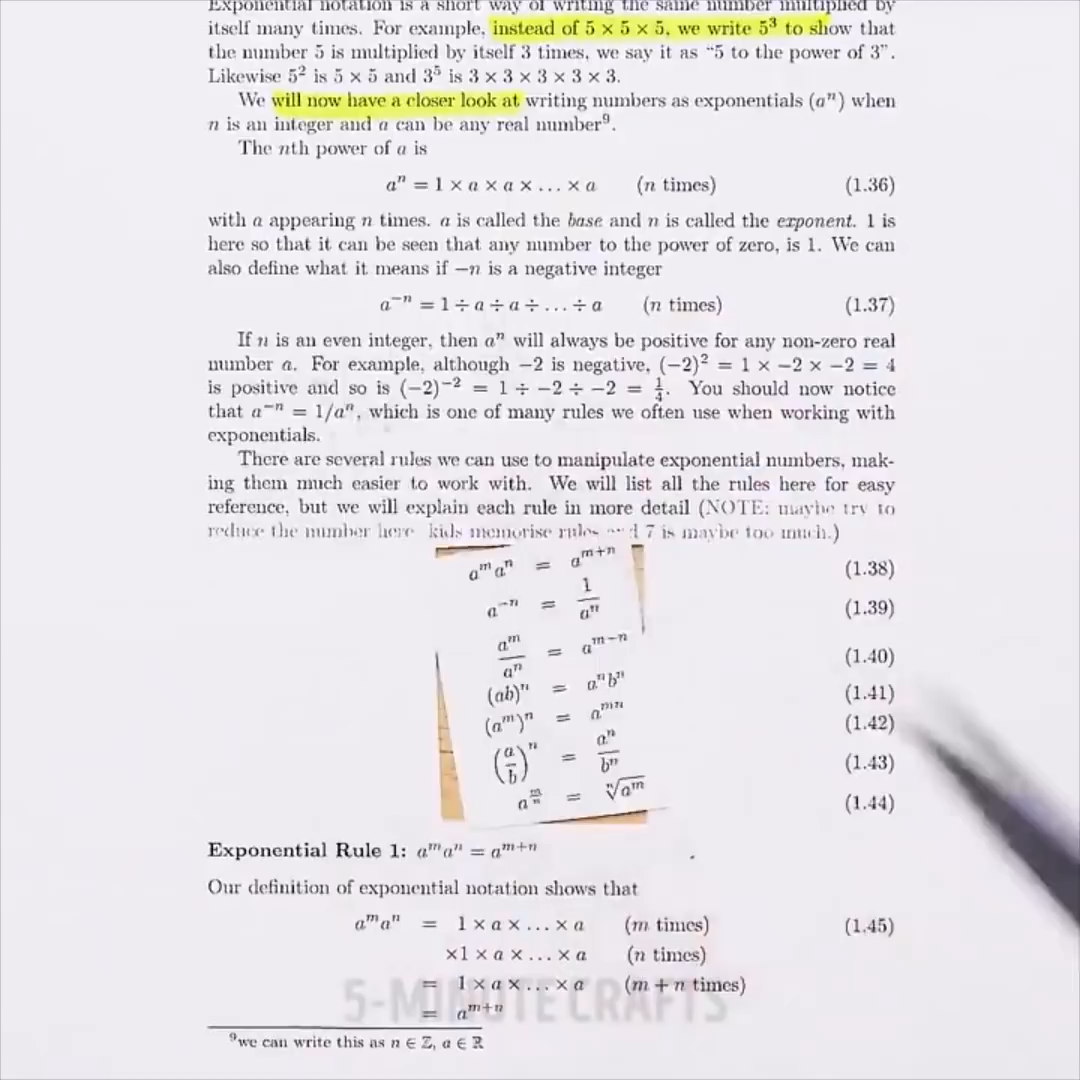 Exponential notation is a short way of writing the same number multiplied by
itself many times. For example, instead of 5 × 5 × 5, we write 5³ to show that
the number 5 is multiplied by itself 3 times, we say it as “5 to the power of 3”.
Likewise 5² is 5 × 5 and 3⁵ is 3 × 3 × 3 × 3 × 3.
We will now have a closer look at writing numbers as exponentials (aⁿ) when
n is an integer and a can be any real number⁹.
The nth power of a is
aⁿ = 1 × a × a × … × a (n times) (1.36)
with a appearing n times. a is called the base and n is called the exponent. 1 is
here so that it can be seen that any number to the power of zero, is 1. We can
also define what it means if −n is a negative integer
a⁻ⁿ = 1 ÷ a ÷ a ÷ … ÷ a (n times) (1.37)
If n is an even integer, then aⁿ will always be positive for any non-zero real
number a. For example, although −2 is negative, (−2)² = 1 × −2 × −2 = 4
is positive and so is (−2)⁻² = 1 ÷ −2 ÷ −2 = 1/4. You should now notice
that a⁻ⁿ = 1/aⁿ, which is one of many rules we often use when working with
exponentials.
There are several rules we can use to manipulate exponential numbers, mak-
ing them much easier to work with. We will list all the rules here for easy
reference, but we will explain each rule in more detail (NOTE: maybe try to
reduce the number here kids memorise rules 7 is maybe too much.)
aᵐaⁿ = aᵐ⁺ⁿ (1.38)
a⁻ⁿ = 1/aⁿ (1.39)
aᵐ/aⁿ = aᵐ⁻ⁿ (1.40)
(ab)ⁿ = aⁿbⁿ (1.41)
(aᵐ)ⁿ = aᵐⁿ (1.42)
(a/b)ⁿ = aⁿ/bⁿ (1.43)
a^(m/n) = ⁿ√aᵐ (1.44)
Exponential Rule 1: aᵐaⁿ = aᵐ⁺ⁿ
Our definition of exponential notation shows that
aᵐaⁿ = 1 × a × … × a (m times) (1.45)
×1 × a × … × a (n times)
= 1 × a × … × a (m + n times)
= aᵐ⁺ⁿ
5-MINUTE CRAFTS
⁹we can write this as n ∈ ℤ, a ∈ ℝ